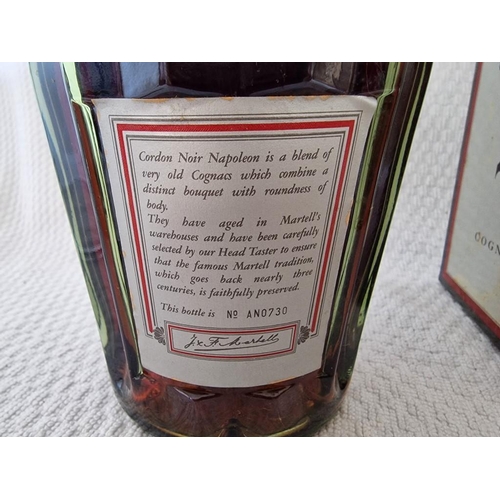 Cordon Noir Napoleon is a blend of
very old Cognacs which combine a
distinct bouquet with roundness of
body.
They have aged in Martell's
warehouses and have been carefully
selected by our Head Taster to ensure
that the famous Martell tradition,
which goes back nearly three
centuries, is faithfully preserved.
This bottle is Nº AN0730
J & F Martell
COGN